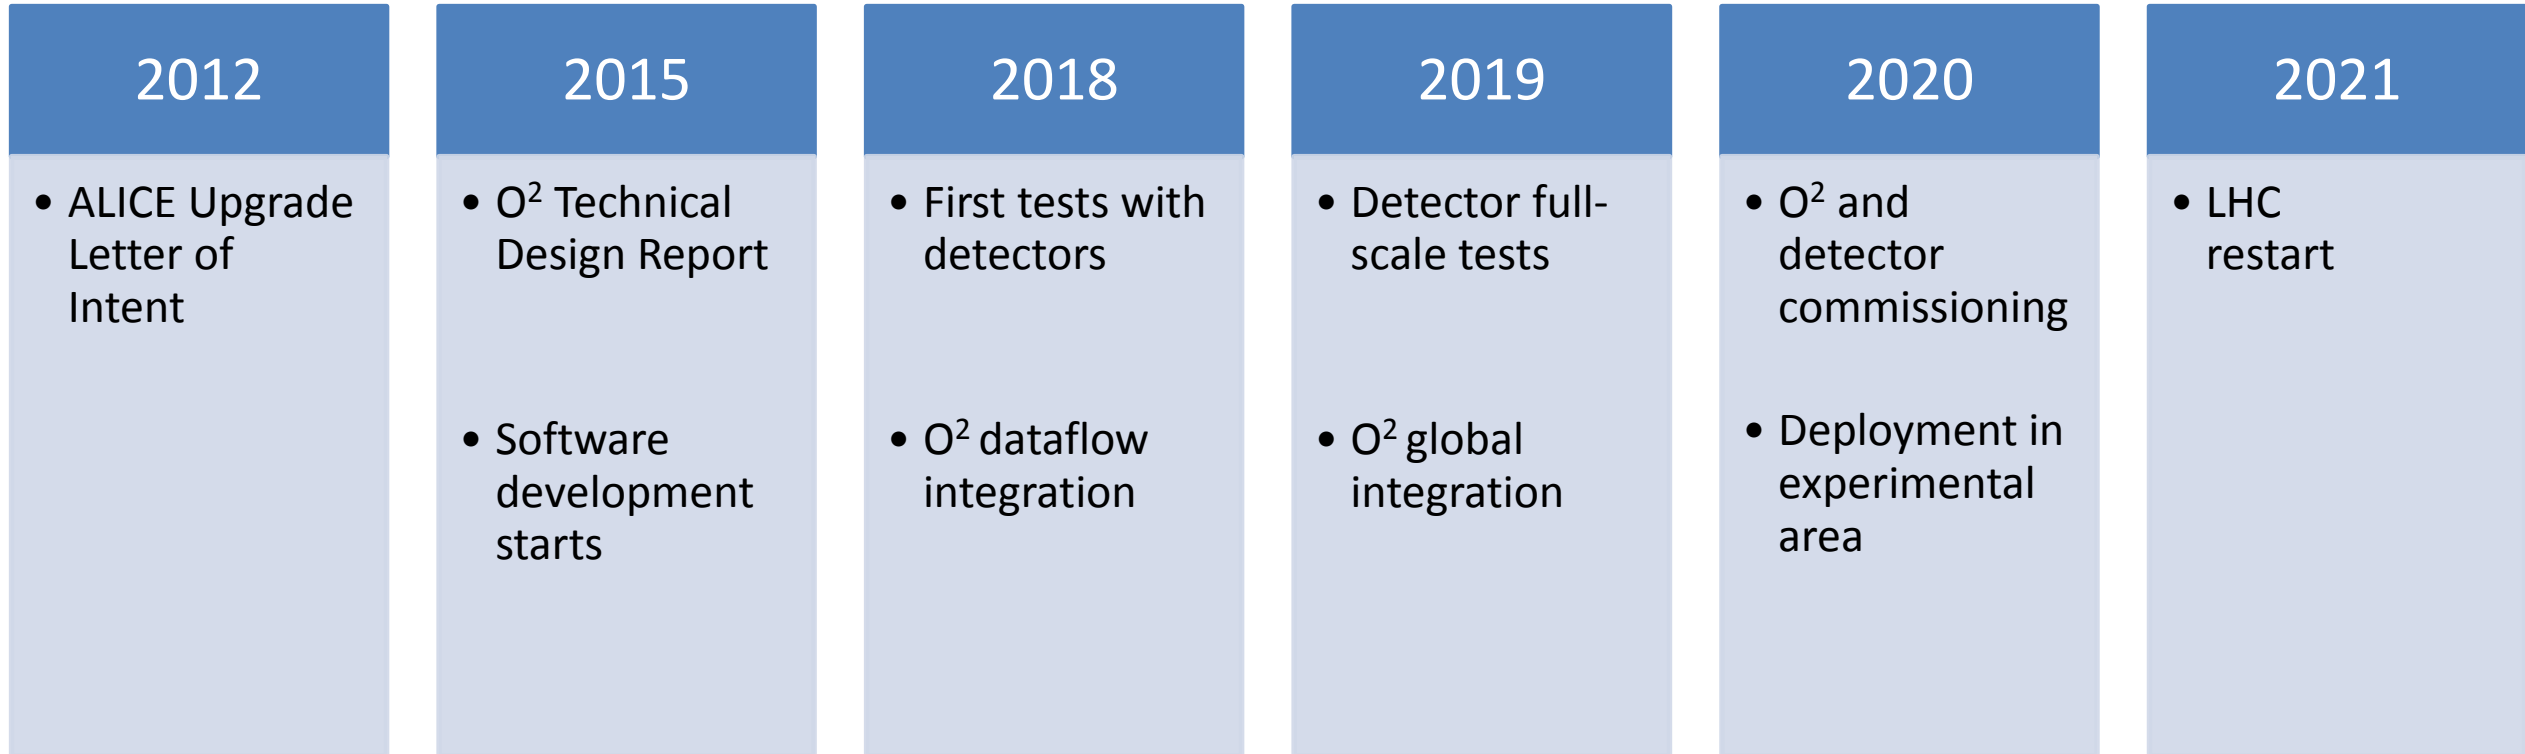 2012
• ALICE Upgrade
Letter of
Intent
2015
• O² Technical
Design Report
• Software
development
starts
2018
• First tests with
detectors
• O² dataflow
integration
2019
• Detector full-
scale tests
• O² global
integration
2020
• O² and
detector
commissioning
• Deployment in
experimental
area
2021
• LHC
restart